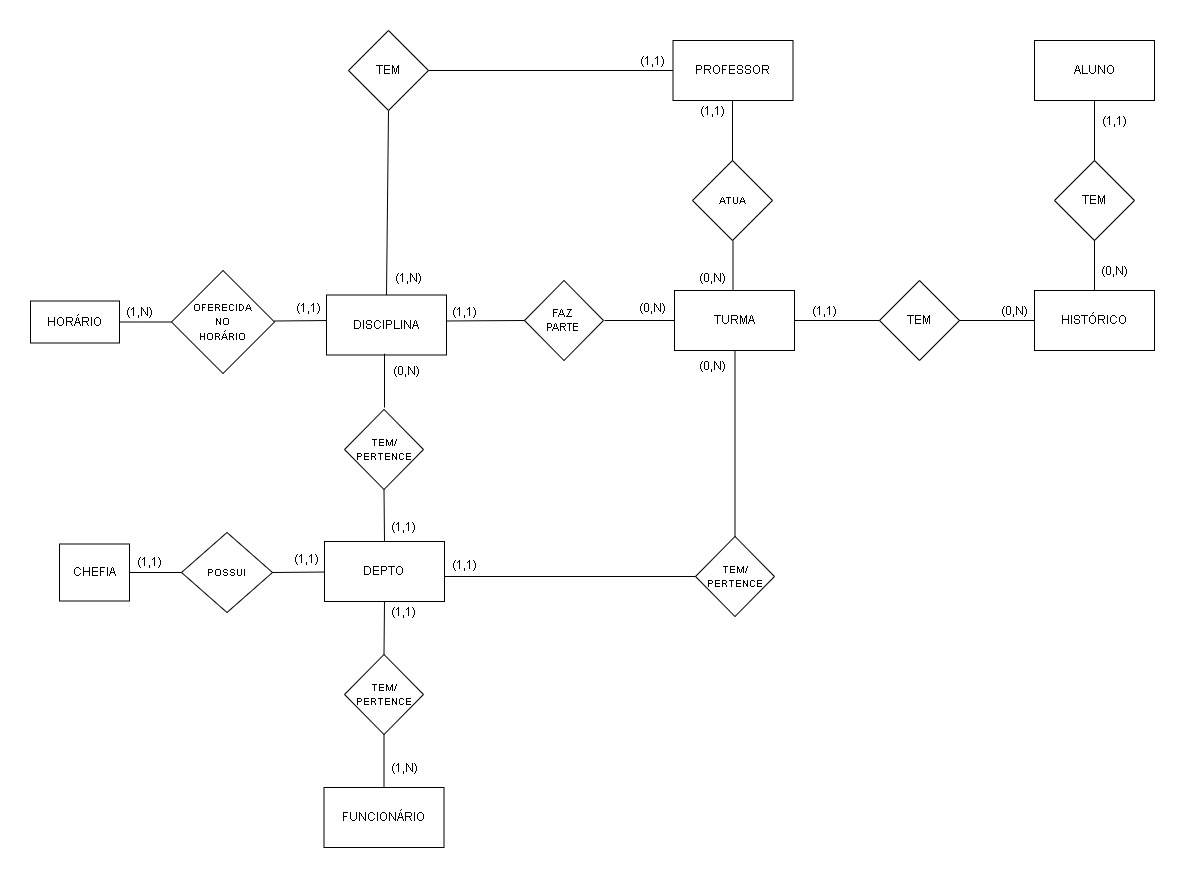 TEM
(1,1)
PROFESSOR
ALUNO
(1,1)
(1,1)
ATUA
TEM
(1,N)
(0,N)
(0,N)
HORÁRIO
(1,N)
OFERECIDA
NO
HORÁRIO
(1,1)
DISCIPLINA
(1,1)
FAZ
PARTE
(0,N)
TURMA
(1,1)
TEM
(0,N)
HISTÓRICO
(0,N)
(0,N)
TEM/
PERTENCE
(1,1)
CHEFIA
(1,1)
POSSUI
(1,1)
DEPTO
(1,1)
TEM/
PERTENCE
(1,1)
TEM/
PERTENCE
(1,N)
FUNCIONÁRIO